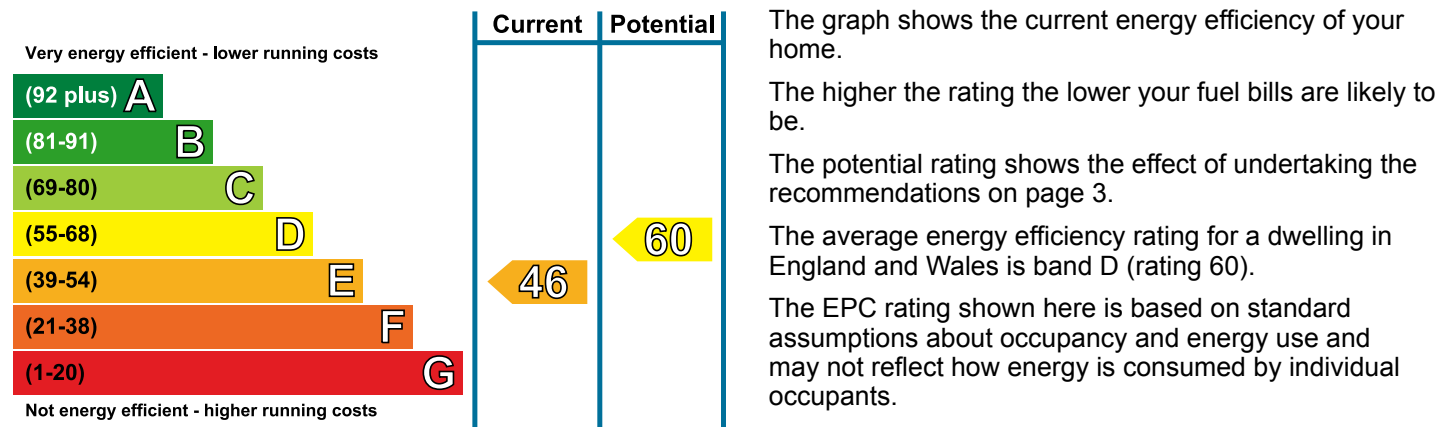 Current Potential
Very energy efficient - lower running costs
(92 plus) A
(81-91) B
(69-80) C
(55-68) D
60
(39-54) E
46
(21-38) F
(1-20) G
Not energy efficient - higher running costs
The graph shows the current energy efficiency of your
home.
The higher the rating the lower your fuel bills are likely to
be.
The potential rating shows the effect of undertaking the
recommendations on page 3.
The average energy efficiency rating for a dwelling in
England and Wales is band D (rating 60).
The EPC rating shown here is based on standard
assumptions about occupancy and energy use and
may not reflect how energy is consumed by individual
occupants.